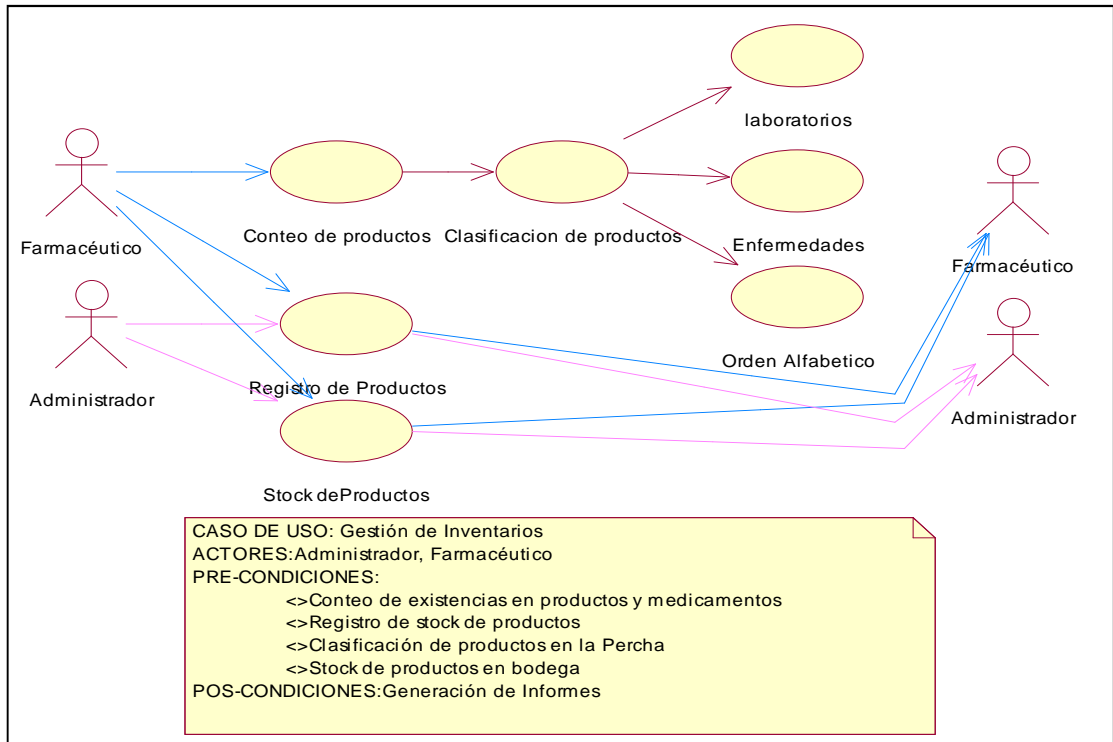 laboratorios
Farmacéutico
Conteo de productos
Clasificacion de productos
Enfermedades
Farmacéutico
Administrador
Registro de Productos
Orden Alfabetico
Administrador
Stock deProductos
CASO DE USO: Gestión de Inventarios
ACTORES:Administrador, Farmacéutico
PRE-CONDICIONES:
<>Conteo de existencias en productos y medicamentos
<>Registro de stock de productos
<>Clasificación de productos en la Percha
<>Stock de productos en bodega
POS-CONDICIONES:Generación de Informes